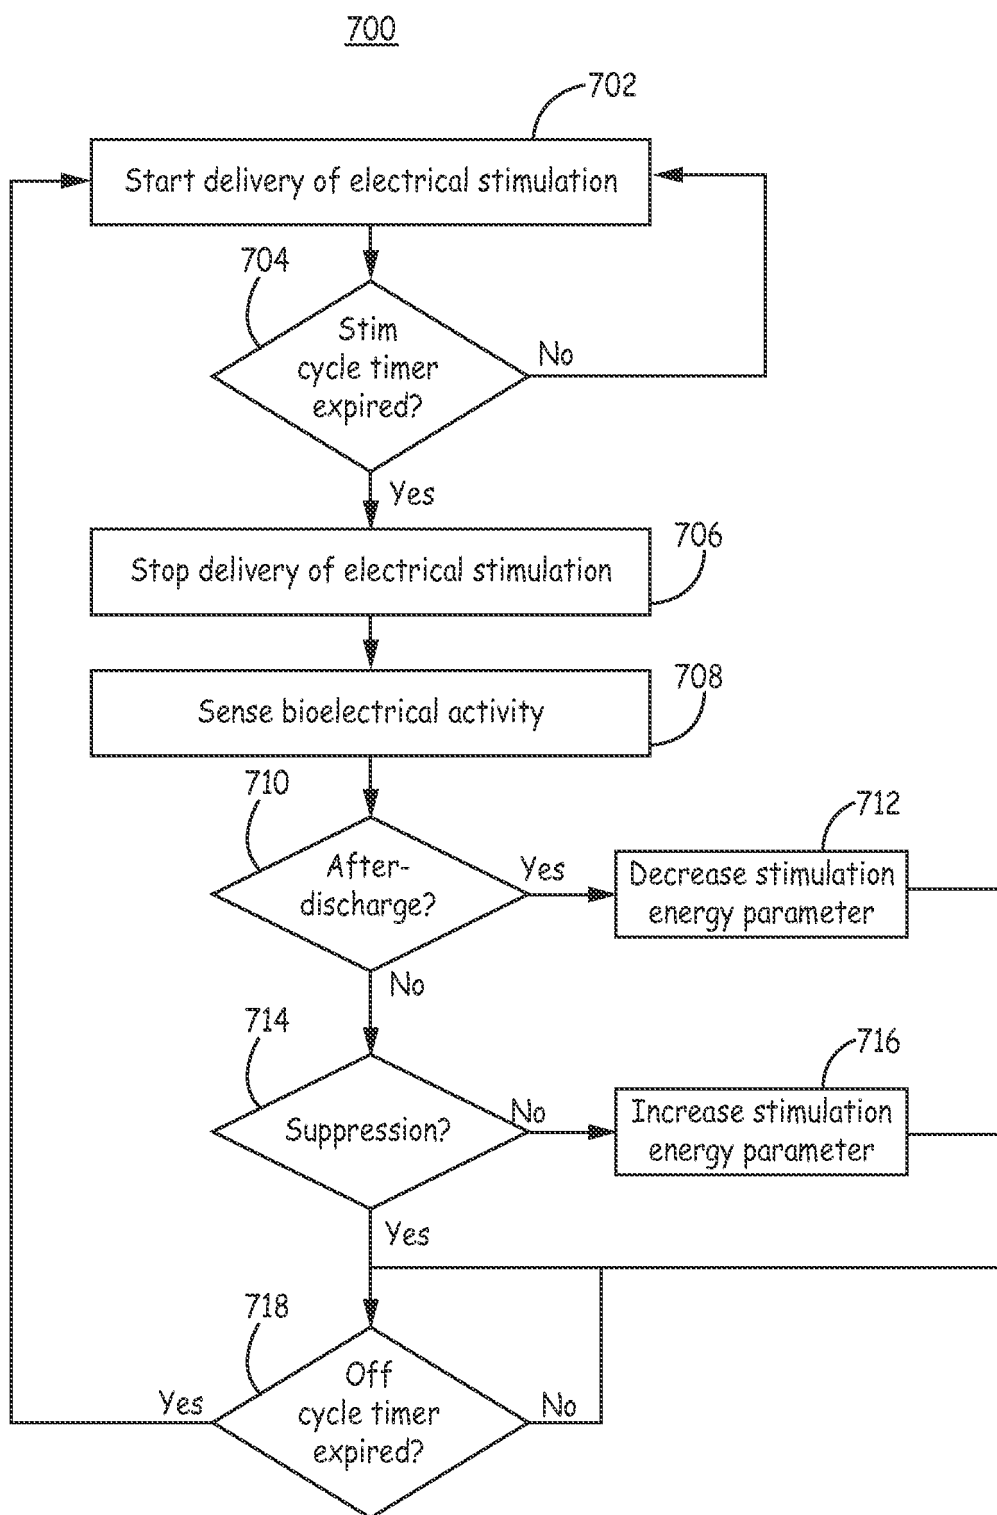 700
702
Start delivery of electrical stimulation
704
Stim
cycle timer
expired?
No
Yes
706
Stop delivery of electrical stimulation
708
Sense bioelectrical activity
710
After-
discharge?
Yes
712
Decrease stimulation
energy parameter
No
714
Suppression?
No
716
Increase stimulation
energy parameter
Yes
718
Off
cycle timer
expired?
Yes
No